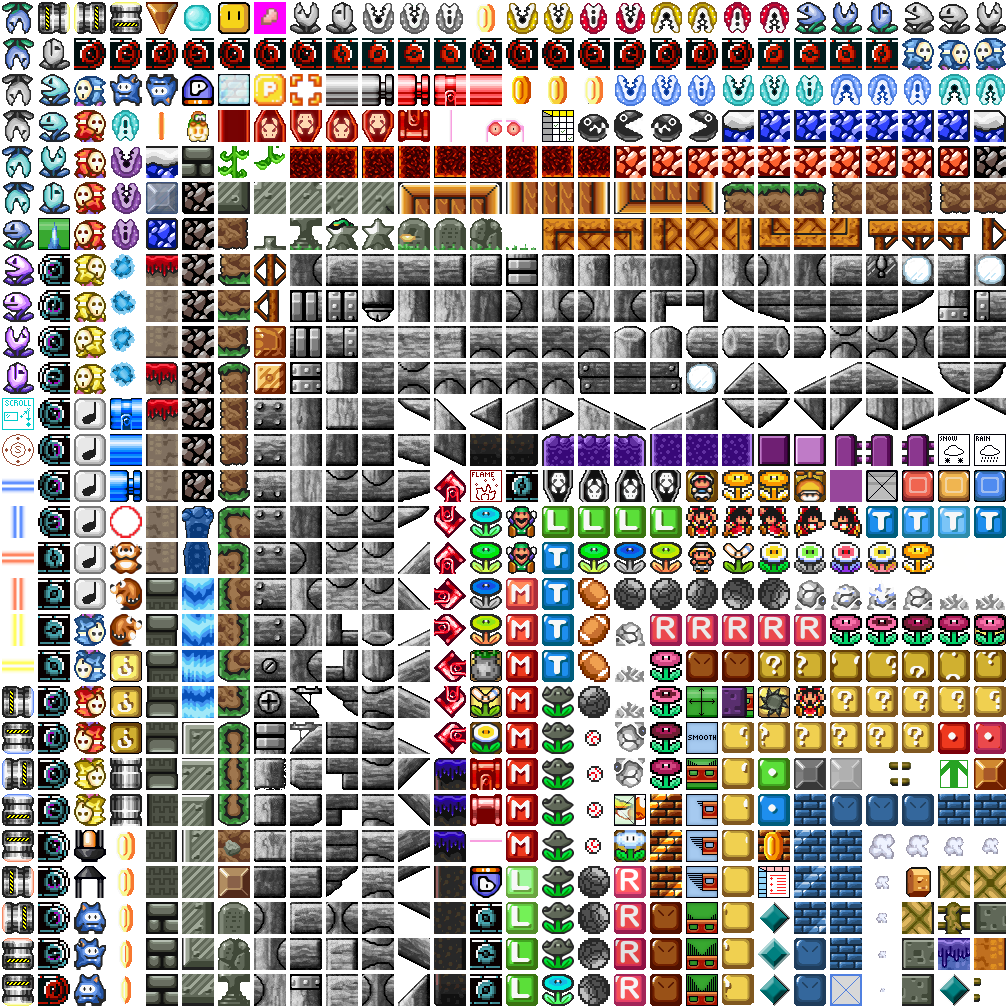 P P
SCROLL
S SNOW RAIN
FLAME
L L L L T T T T
T
M T
M T R R R R R
M T ? ?
M ? ? ? ? ?
M SMOOTH ? ? ? ? ?
M
M
M
L R
L R
L R
L R